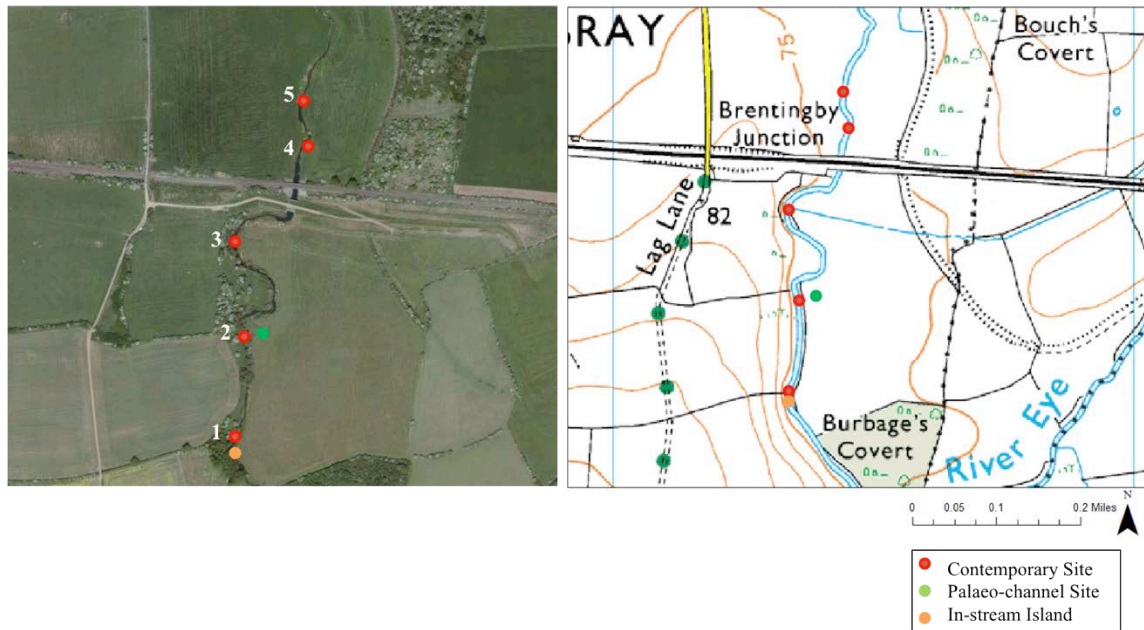 5
4
3
2
1
BRAY
75
Bouch's
Covert
Brentingby
Junction
Lag Lane
82
Burbage's
Covert
River Eye
N
0 0.05 0.1 0.2 Miles
Contemporary Site
Palaeo-channel Site
In-stream Island